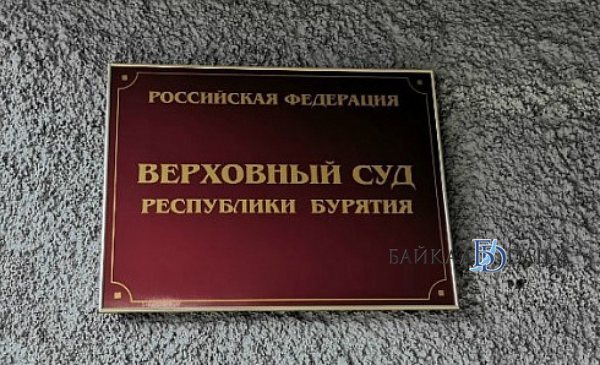 РОССИЙСКАЯ ФЕДЕРАЦИЯ
ВЕРХОВНЫЙ СУД
РЕСПУБЛИКИ БУРЯТИЯ